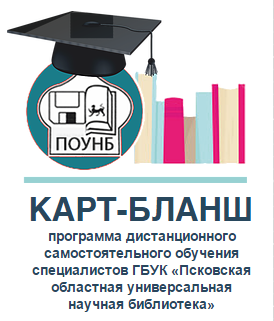 ПОУНБ
КАРТ-БЛАНШ
программа дистанционного
самостоятельного обучения
специалистов ГБУК «Псковская
областная универсальная
научная библиотека»